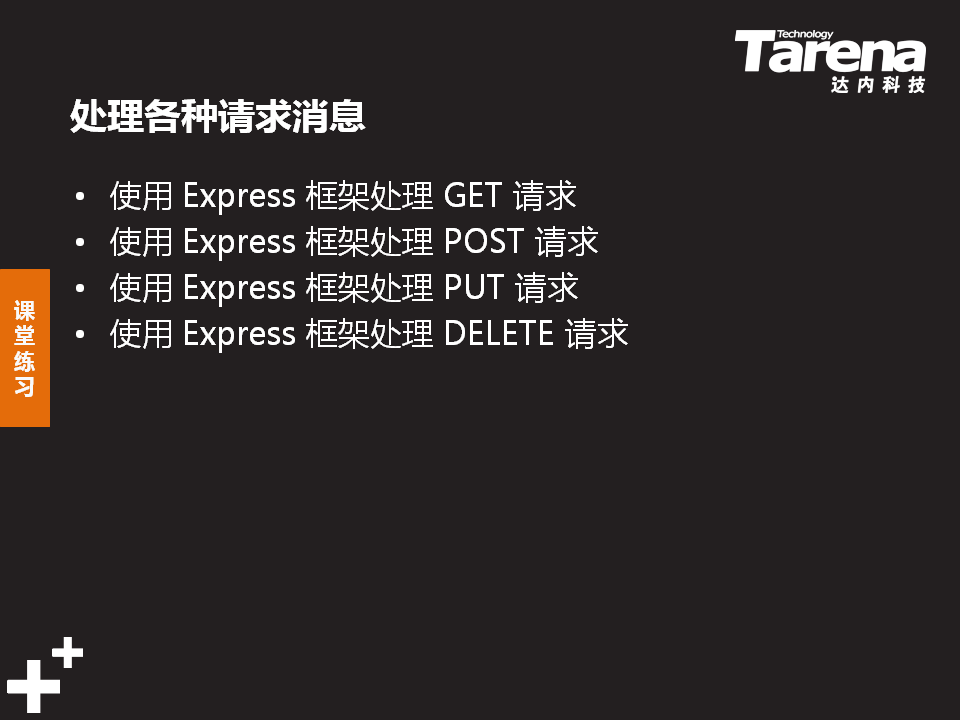 Technology
Tarena
达内科技
处理各种请求消息
• 使用 Express 框架处理 GET 请求
• 使用 Express 框架处理 POST 请求
• 使用 Express 框架处理 PUT 请求
• 使用 Express 框架处理 DELETE 请求
课堂练习